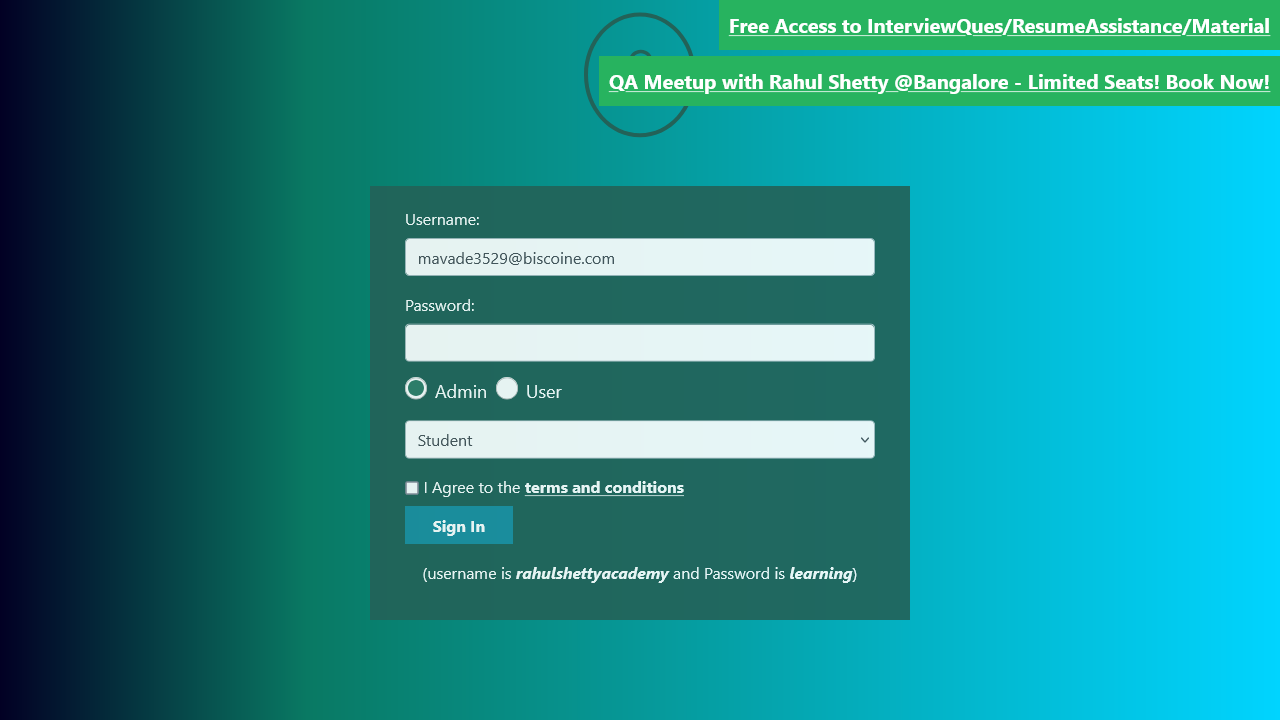 Free Access to InterviewQues/ResumeAssistance/Material
QA Meetup with Rahul Shetty @Bangalore - Limited Seats! Book Now!
Username:
mavade3529@biscoine.com
Password:
Admin User
Student
I Agree to the terms and conditions
Sign In
(username is rahulshettyacademy and Password is learning)